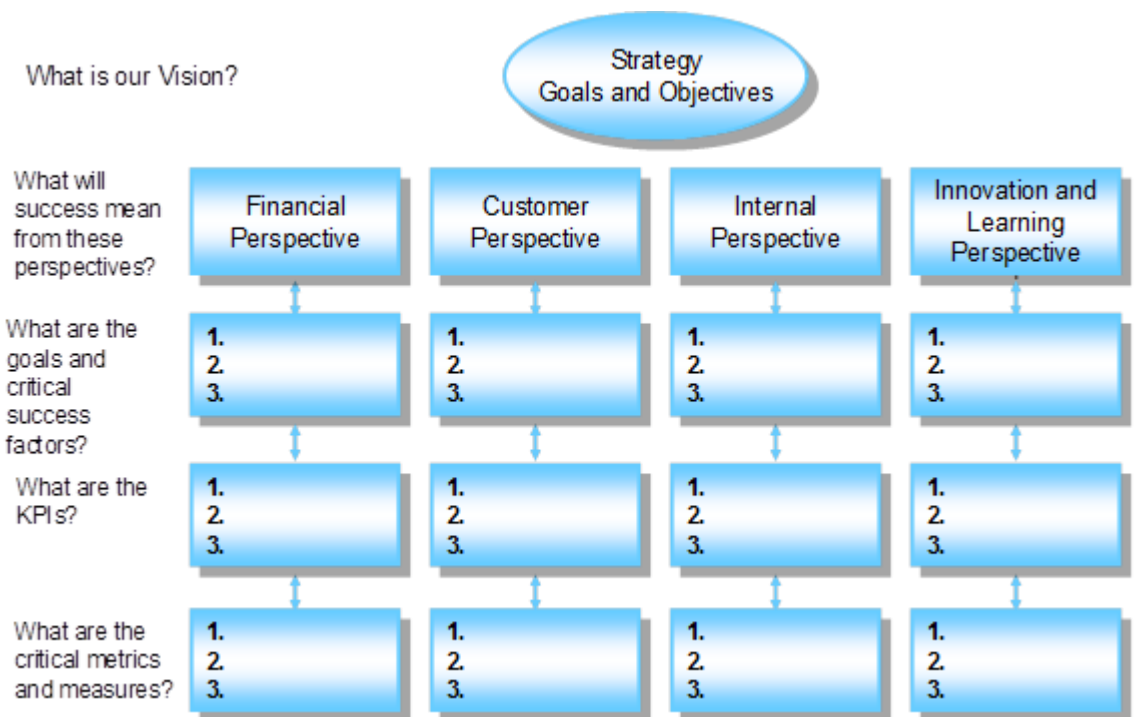 What is our Vision?
Strategy
Goals and Objectives
What will
success mean
from these
perspectives?
Financial
Perspective
Customer
Perspective
Internal
Perspective
Innovation and
Learning
Perspective
What are the
goals and
critical
success
factors?
1.
2.
3.
1.
2.
3.
1.
2.
3.
1.
2.
3.
What are the
KPIs?
1.
2.
3.
1.
2.
3.
1.
2.
3.
1.
2.
3.
What are the
critical metrics
and measures?
1.
2.
3.
1.
2.
3.
1.
2.
3.
1.
2.
3.